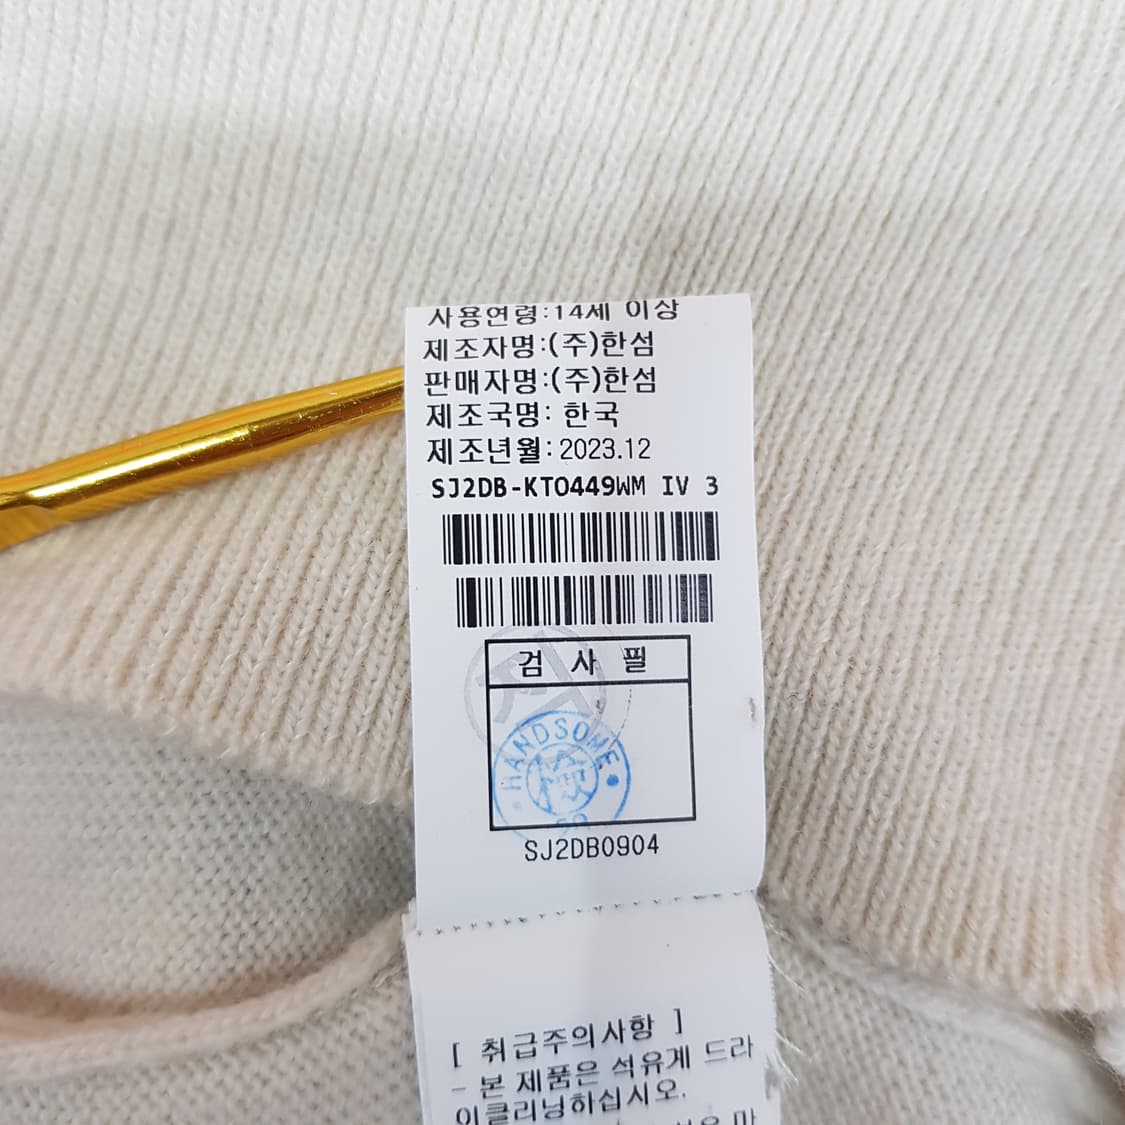 사용연령:14세 이상
제조자명:(주)한섬
판매자명:(주)한섬
제조국명: 한국
제조년월:2023.12
SJ2DB-KTO449WM IV 3
검 사 필
HANDSOME
檢
SJ2DB0904
[ 취급주의사항 ]
- 본 제품은 석유계 드라
이클리닝하십시오.